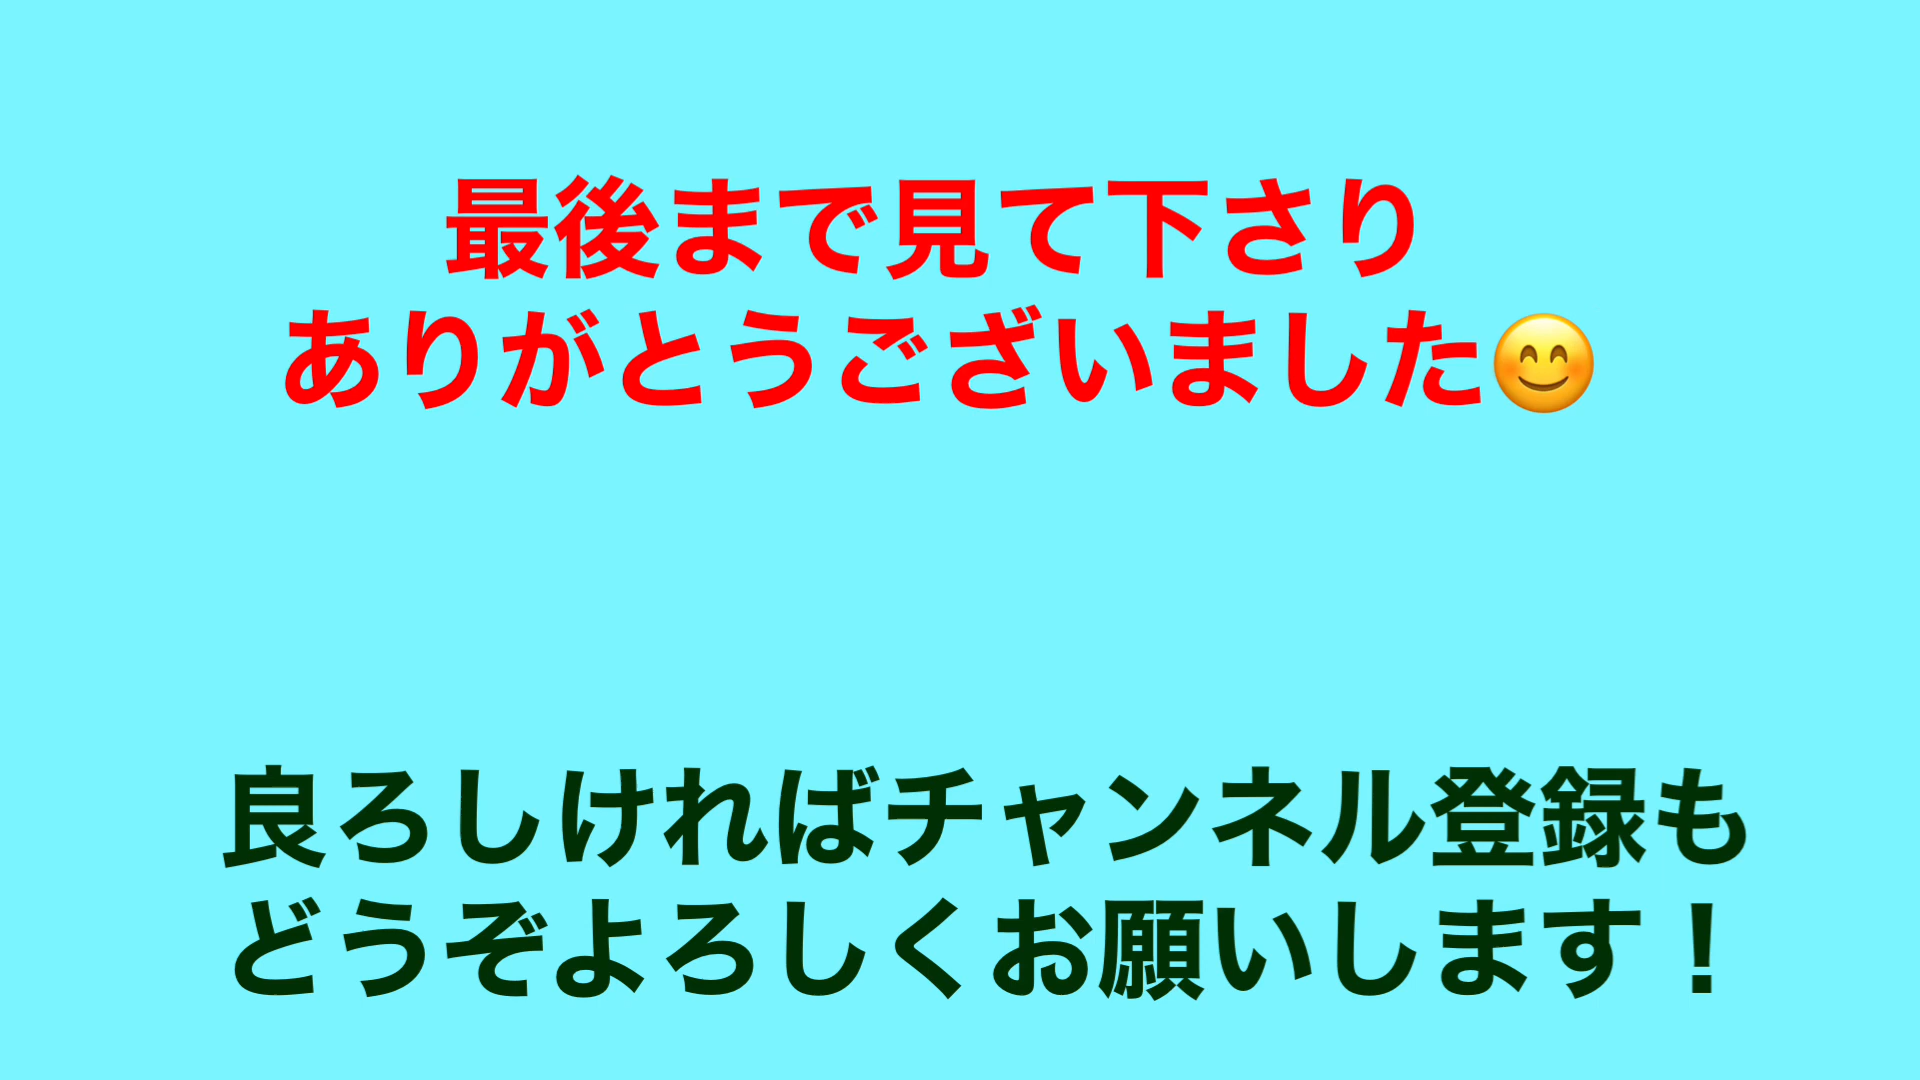 最後まで見て下さり
ありがとうございました😊
良ろしければチャンネル登録も
どうぞよろしくお願いします！